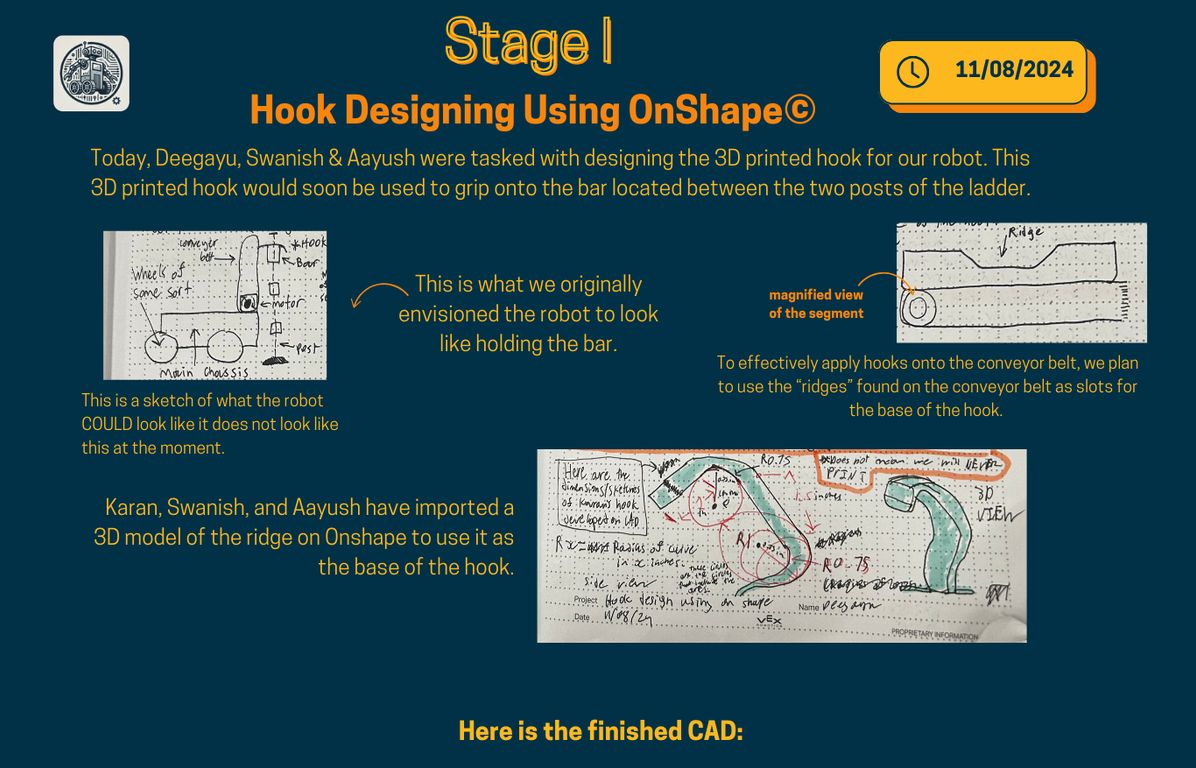 Stage 1
11/08/2024
Hook Designing Using OnShape©
Today, Deegayu, Swanish & Aayush were tasked with designing the 3D printed hook for our robot. This
3D printed hook would soon be used to grip onto the bar located between the two posts of the ladder.
conveyer
belt
*Hook
Bar
Wheels of
some sort
motor
post
Main Chassis
This is what we originally
envisioned the robot to look
like holding the bar.
This is a sketch of what the robot
COULD look like it does not look like
this at the moment.
Ridge
magnified view
of the segment
To effectively apply hooks onto the conveyor belt, we plan
to use the “ridges” found on the conveyor belt as slots for
the base of the hook.
Karan, Swanish, and Aayush have imported a
3D model of the ridge on Onshape to use it as
the base of the hook.
Here are the
dimensions/sketches
of Karan's hook
developed on CAD
R0.75
does not mean we will NEVER
PRINT
1.5 inches
3D
VIEW
R1
R0.75
Radius of curve
in x inches.
side view
Project Hook design using on shape
Name
Date 11/08/24
VEX
PROPRIETARY INFORMATION
Here is the finished CAD: